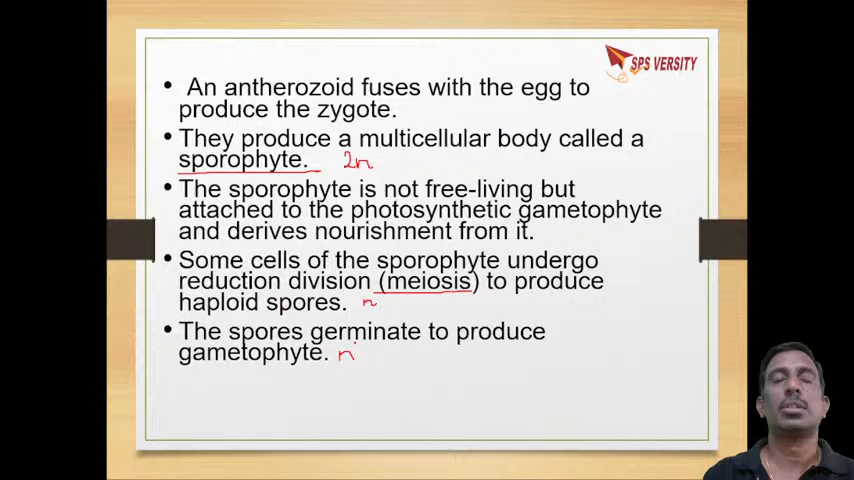 SPS VERSITY
• An antherozoid fuses with the egg to
produce the zygote.
• They produce a multicellular body called a
sporophyte. 2n
• The sporophyte is not free-living but
attached to the photosynthetic gametophyte
and derives nourishment from it.
• Some cells of the sporophyte undergo
reduction division (meiosis) to produce
haploid spores. n
• The spores germinate to produce
gametophyte. n